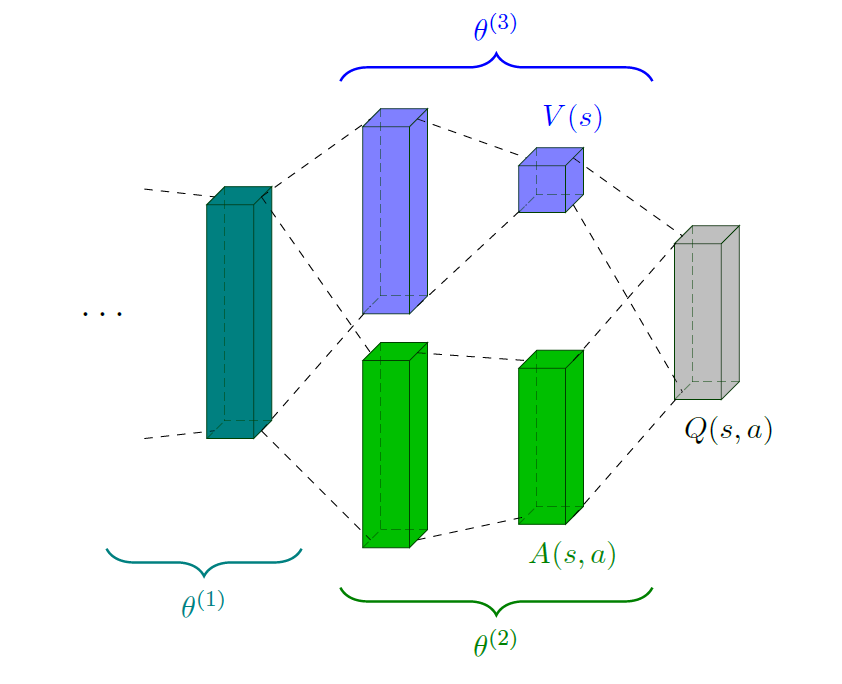 θ⁽³⁾
V(s)
. . .
Q(s, a)
A(s, a)
θ⁽¹⁾
θ⁽²⁾